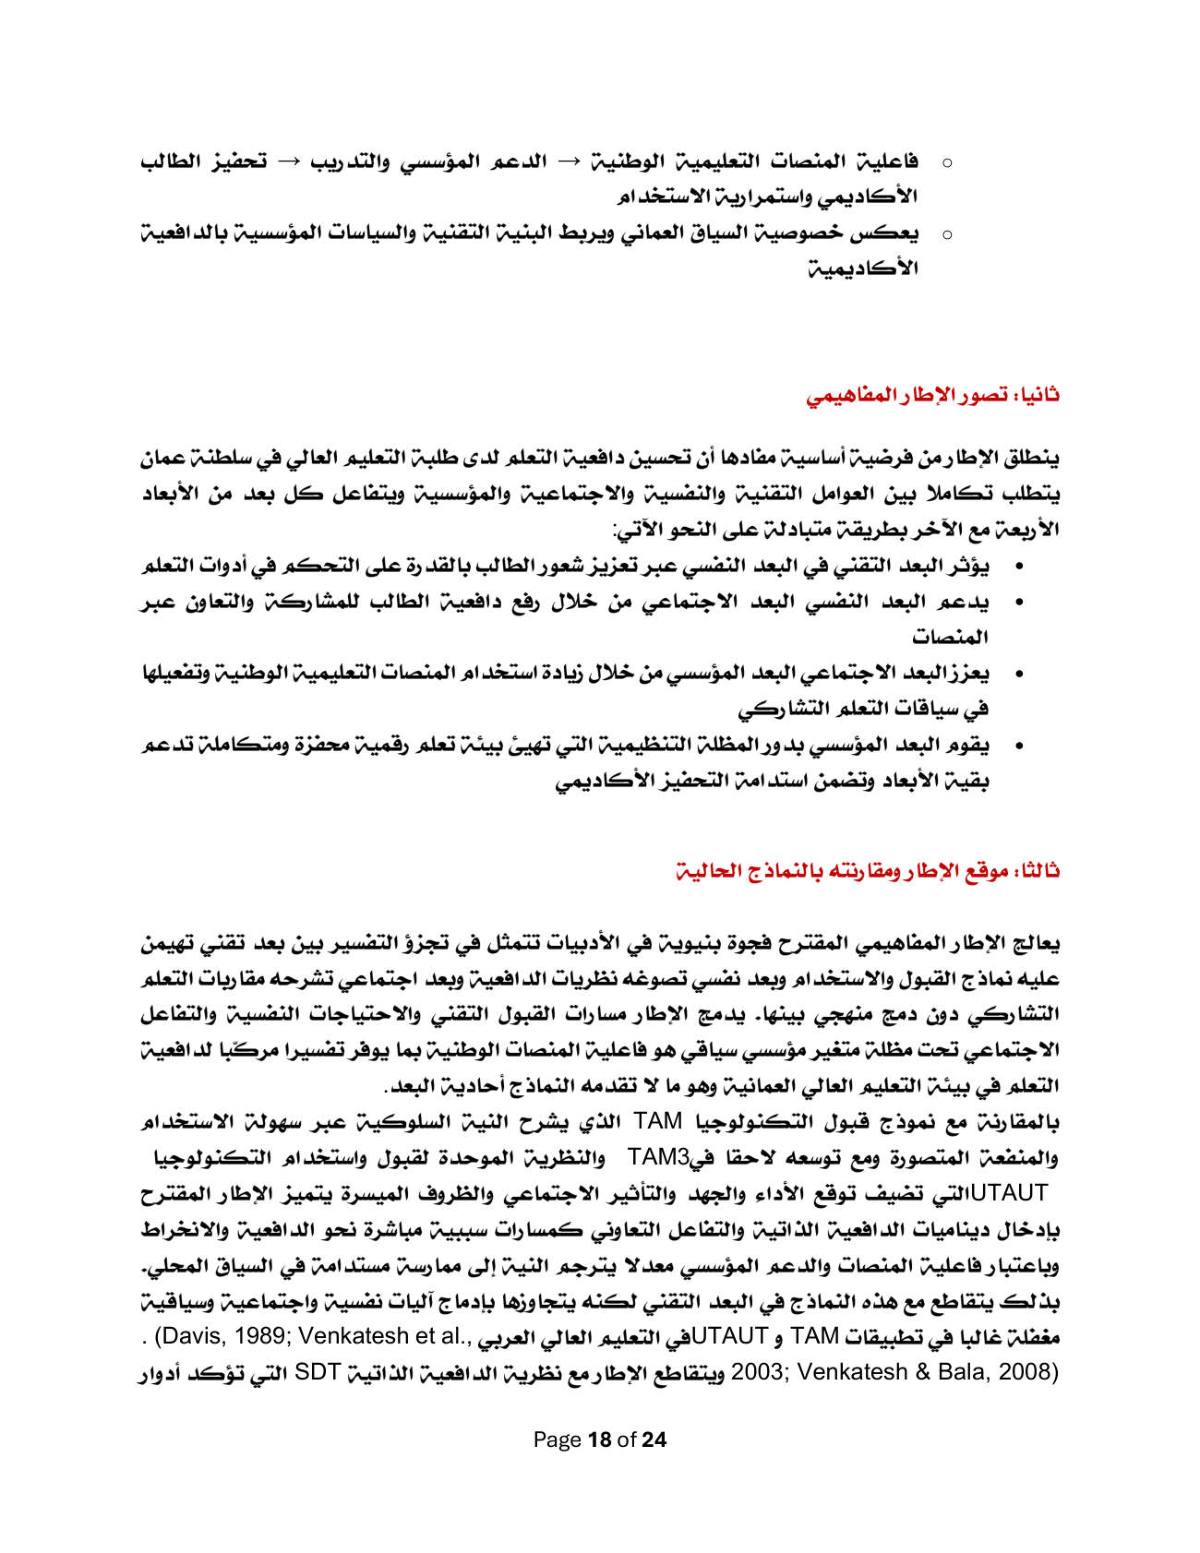 ○ فاعلية المنصات التعليمية الوطنية → الدعم المؤسسي والتدريب → تحفيز الطالب
الأكاديمي واستمرارية الاستخدام
○ يعكس خصوصية السياق العماني ويربط البنية التقنية والسياسات المؤسسية بالدافعية
الأكاديمية
ثانيا: تصور الإطار المفاهيمي
ينطلق الإطار من فرضية أساسية مفادها أن تحسين دافعية التعلم لدى طلبة التعليم العالي في سلطنة عمان
يتطلب تكاملا بين العوامل التقنية والنفسية والاجتماعية والمؤسسية ويتفاعل كل بعد من الأبعاد
الأربعة مع الآخر بطريقة متبادلة على النحو الآتي:
• يؤثر البعد التقني في البعد النفسي عبر تعزيز شعور الطالب بالقدرة على التحكم في أدوات التعلم
• يدعم البعد النفسي البعد الاجتماعي من خلال رفع دافعية الطالب للمشاركة والتعاون عبر
المنصات
• يعزز البعد الاجتماعي البعد المؤسسي من خلال زيادة استخدام المنصات التعليمية الوطنية وتفعيلها
في سياقات التعلم التشاركي
• يقوم البعد المؤسسي بدور المظلة التنظيمية التي تهيئ بيئة تعلم رقمية محفزة ومتكاملة تدعم
بقية الأبعاد وتضمن استدامة التحفيز الأكاديمي
ثالثا: موقع الإطار ومقارنته بالنماذج الحالية
يعالج الإطار المفاهيمي المقترح فجوة بنيوية في الأدبيات تتمثل في تجزؤ التفسير بين بعد تقني تهيمن
عليه نماذج القبول والاستخدام وبعد نفسي تصوغه نظريات الدافعية وبعد اجتماعي تشرحه مقاربات التعلم
التشاركي دون دمج منهجي بينها. يدمج الإطار مسارات القبول التقني والاحتياجات النفسية والتفاعل
الاجتماعي تحت مظلة متغير مؤسسي سياقي هو فاعلية المنصات الوطنية بما يوفر تفسيرا مركّبا لدافعية
التعلم في بيئة التعليم العالي العمانية وهو ما لا تقدمه النماذج أحادية البعد.
بالمقارنة مع نموذج قبول التكنولوجيا TAM الذي يشرح النية السلوكية عبر سهولة الاستخدام
والمنفعة المتصورة ومع توسعه لاحقا فيTAM3 والنظرية الموحدة لقبول واستخدام التكنولوجيا
UTAUTالتي تضيف توقع الأداء والجهد والتأثير الاجتماعي والظروف الميسرة يتميز الإطار المقترح
بإدخال ديناميات الدافعية الذاتية والتفاعل التعاوني كمسارات سببية مباشرة نحو الدافعية والانخراط
وباعتبار فاعلية المنصات والدعم المؤسسي معدلا يترجم النية إلى ممارسة مستدامة في السياق المحلي.
بذلك يتقاطع مع هذه النماذج في البعد التقني لكنه يتجاوزها بإدماج آليات نفسية واجتماعية وسياقية
مغفلة غالبا في تطبيقات TAM و UTAUTفي التعليم العالي العربي (Davis, 1989; Venkatesh et al., .
2003; Venkatesh & Bala, 2008) ويتقاطع الإطار مع نظرية الدافعية الذاتية SDT التي تؤكد أدوار
Page 18 of 24